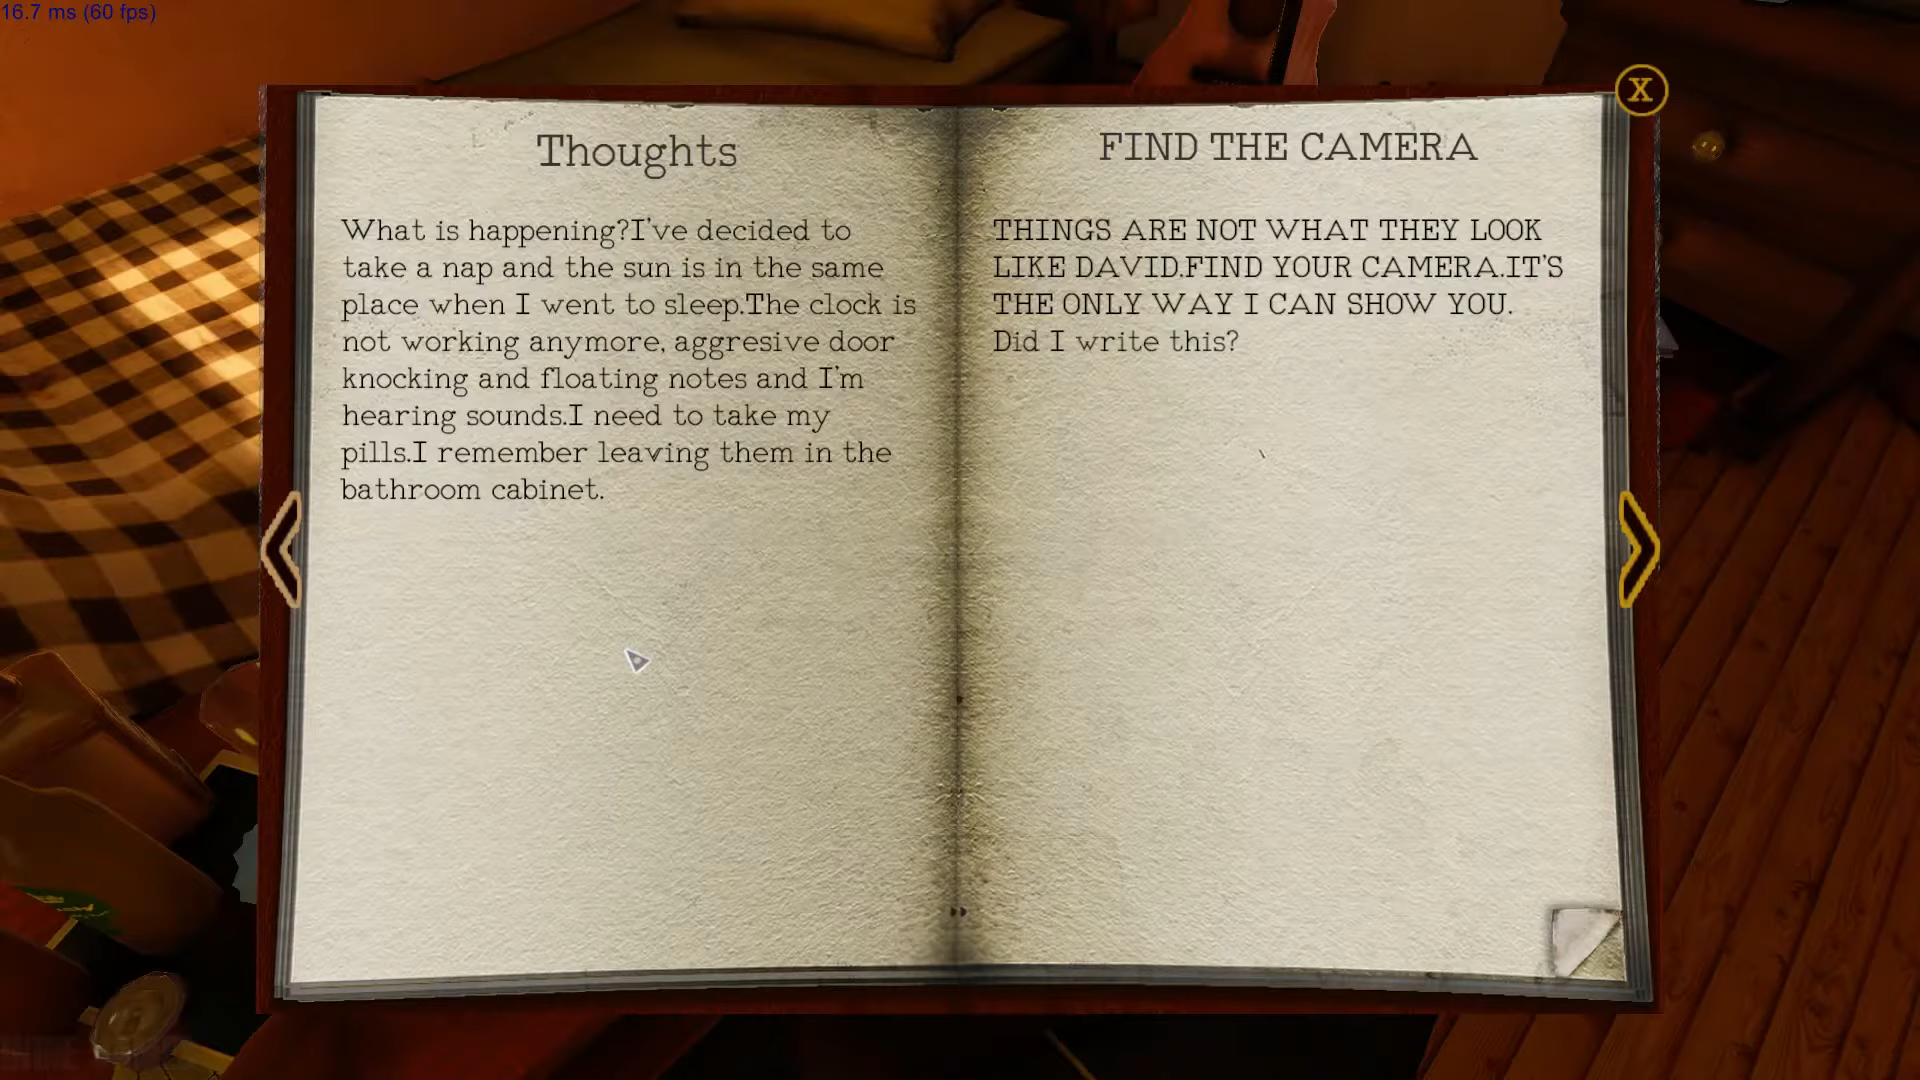 16.7 ms (60 fps)
X
Thoughts
What is happening?I've decided to
take a nap and the sun is in the same
place when I went to sleep.The clock is
not working anymore, aggresive door
knocking and floating notes and I'm
hearing sounds.I need to take my
pills.I remember leaving them in the
bathroom cabinet.
FIND THE CAMERA
THINGS ARE NOT WHAT THEY LOOK
LIKE DAVID.FIND YOUR CAMERA.IT'S
THE ONLY WAY I CAN SHOW YOU.
Did I write this?